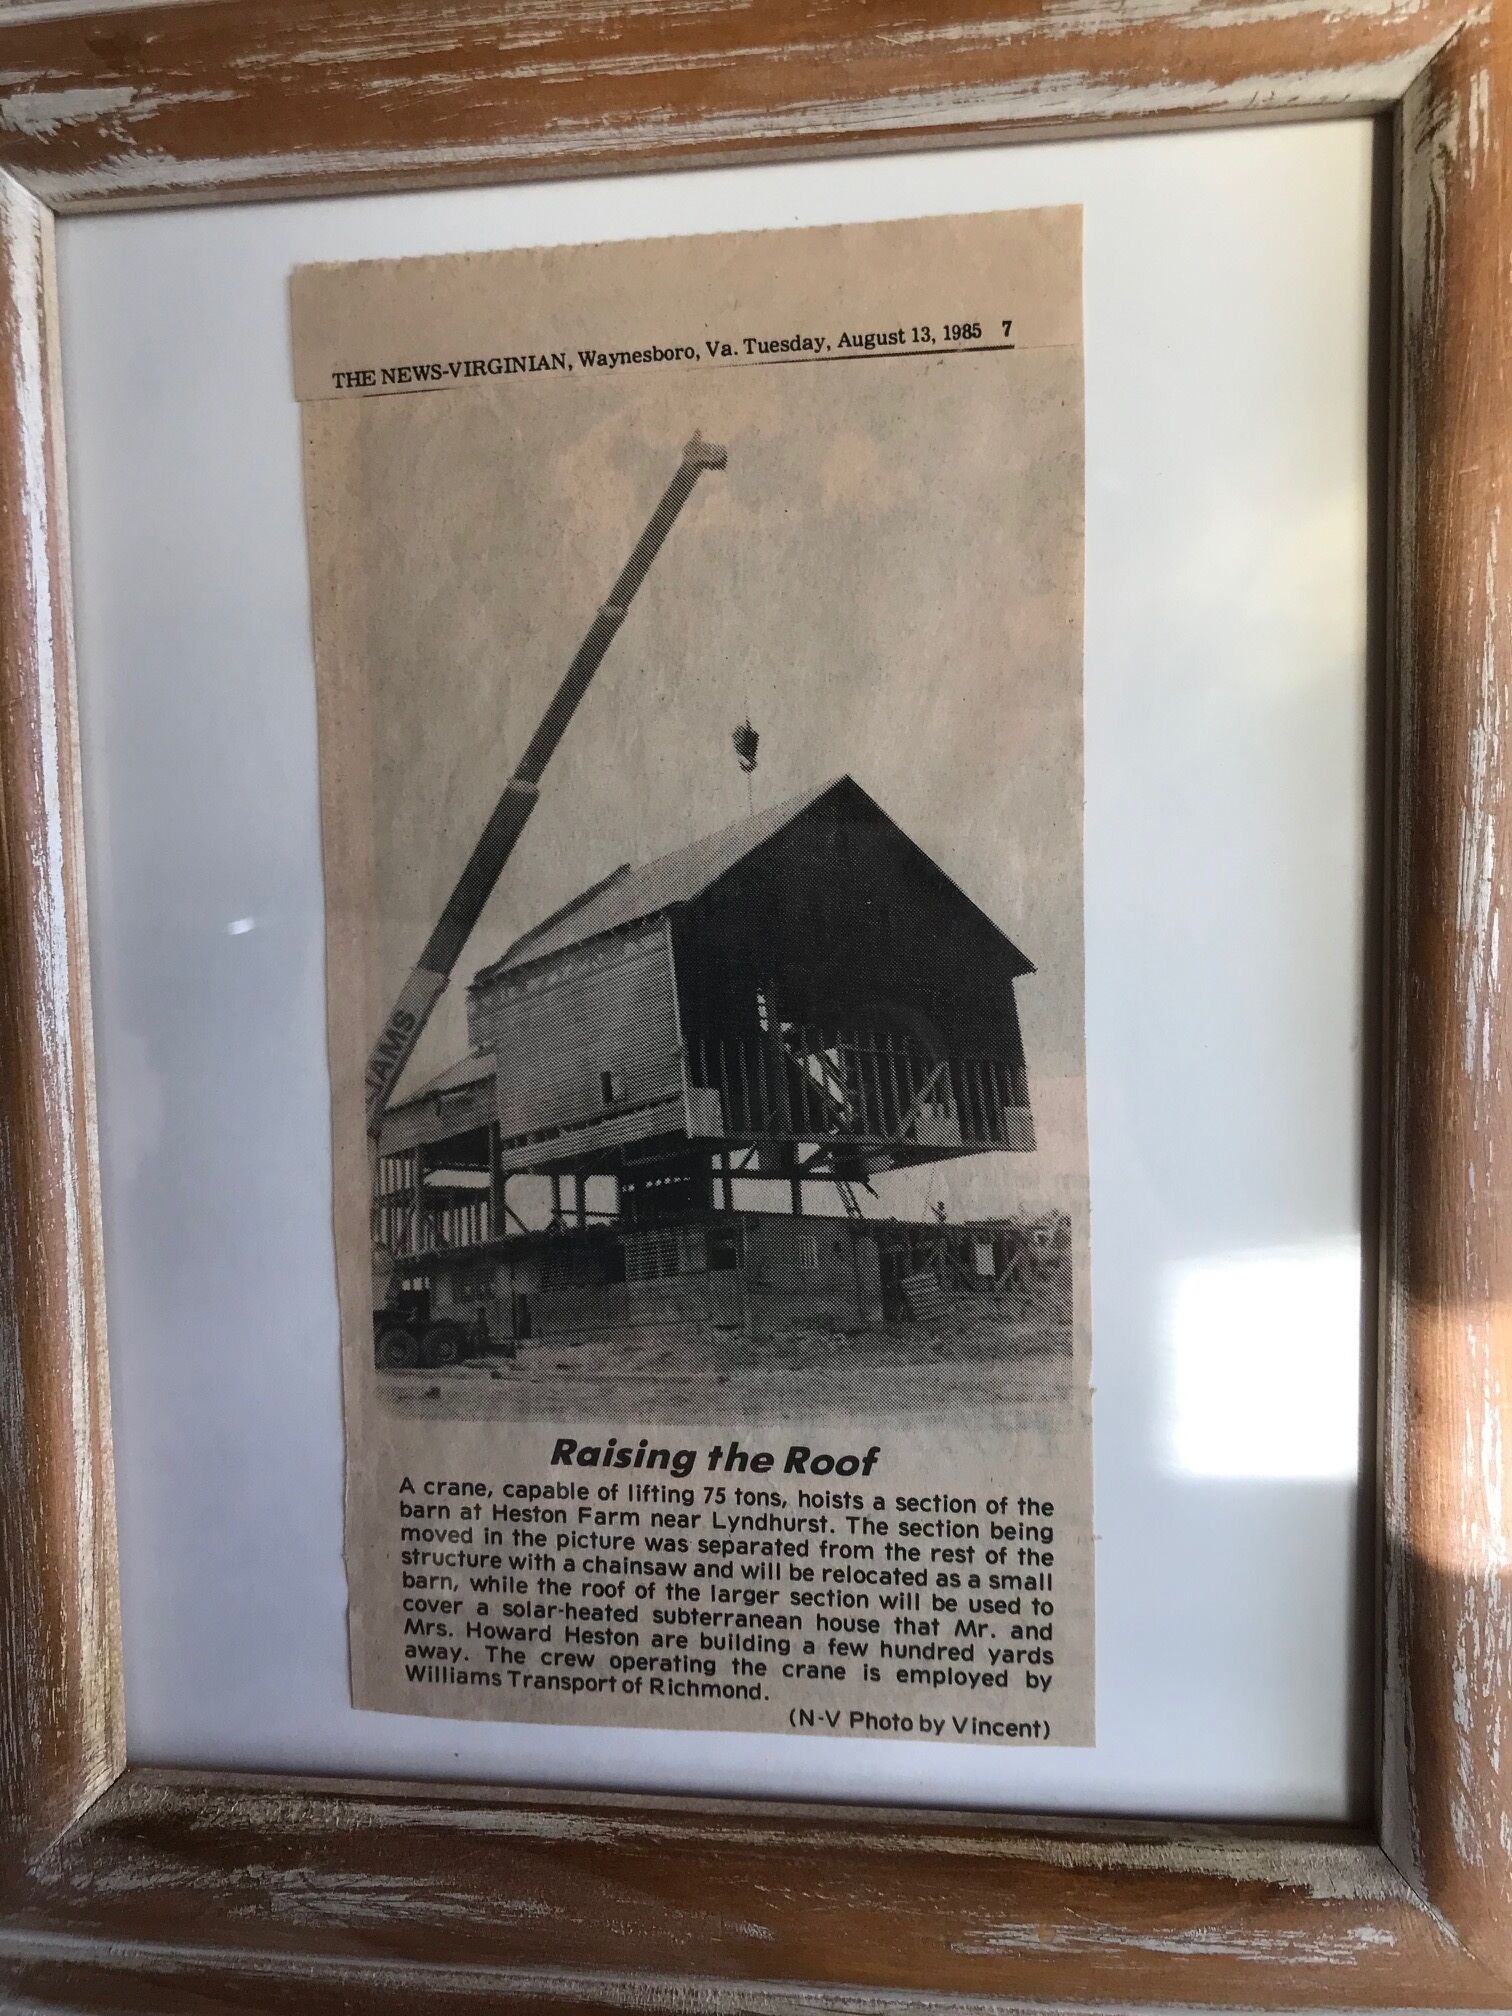 THE NEWS-VIRGINIAN, Waynesboro, Va. Tuesday, August 13, 1985 7
IAMS
Raising the Roof
A crane, capable of lifting 75 tons, hoists a section of the
barn at Heston Farm near Lyndhurst. The section being
moved in the picture was separated from the rest of the
structure with a chainsaw and will be relocated as a small
barn, while the roof of the larger section will be used to
cover a solar-heated subterranean house that Mr. and
Mrs. Howard Heston are building a few hundred yards
away. The crew operating the crane is employed by
Williams Transport of Richmond.
(N-V Photo by Vincent)